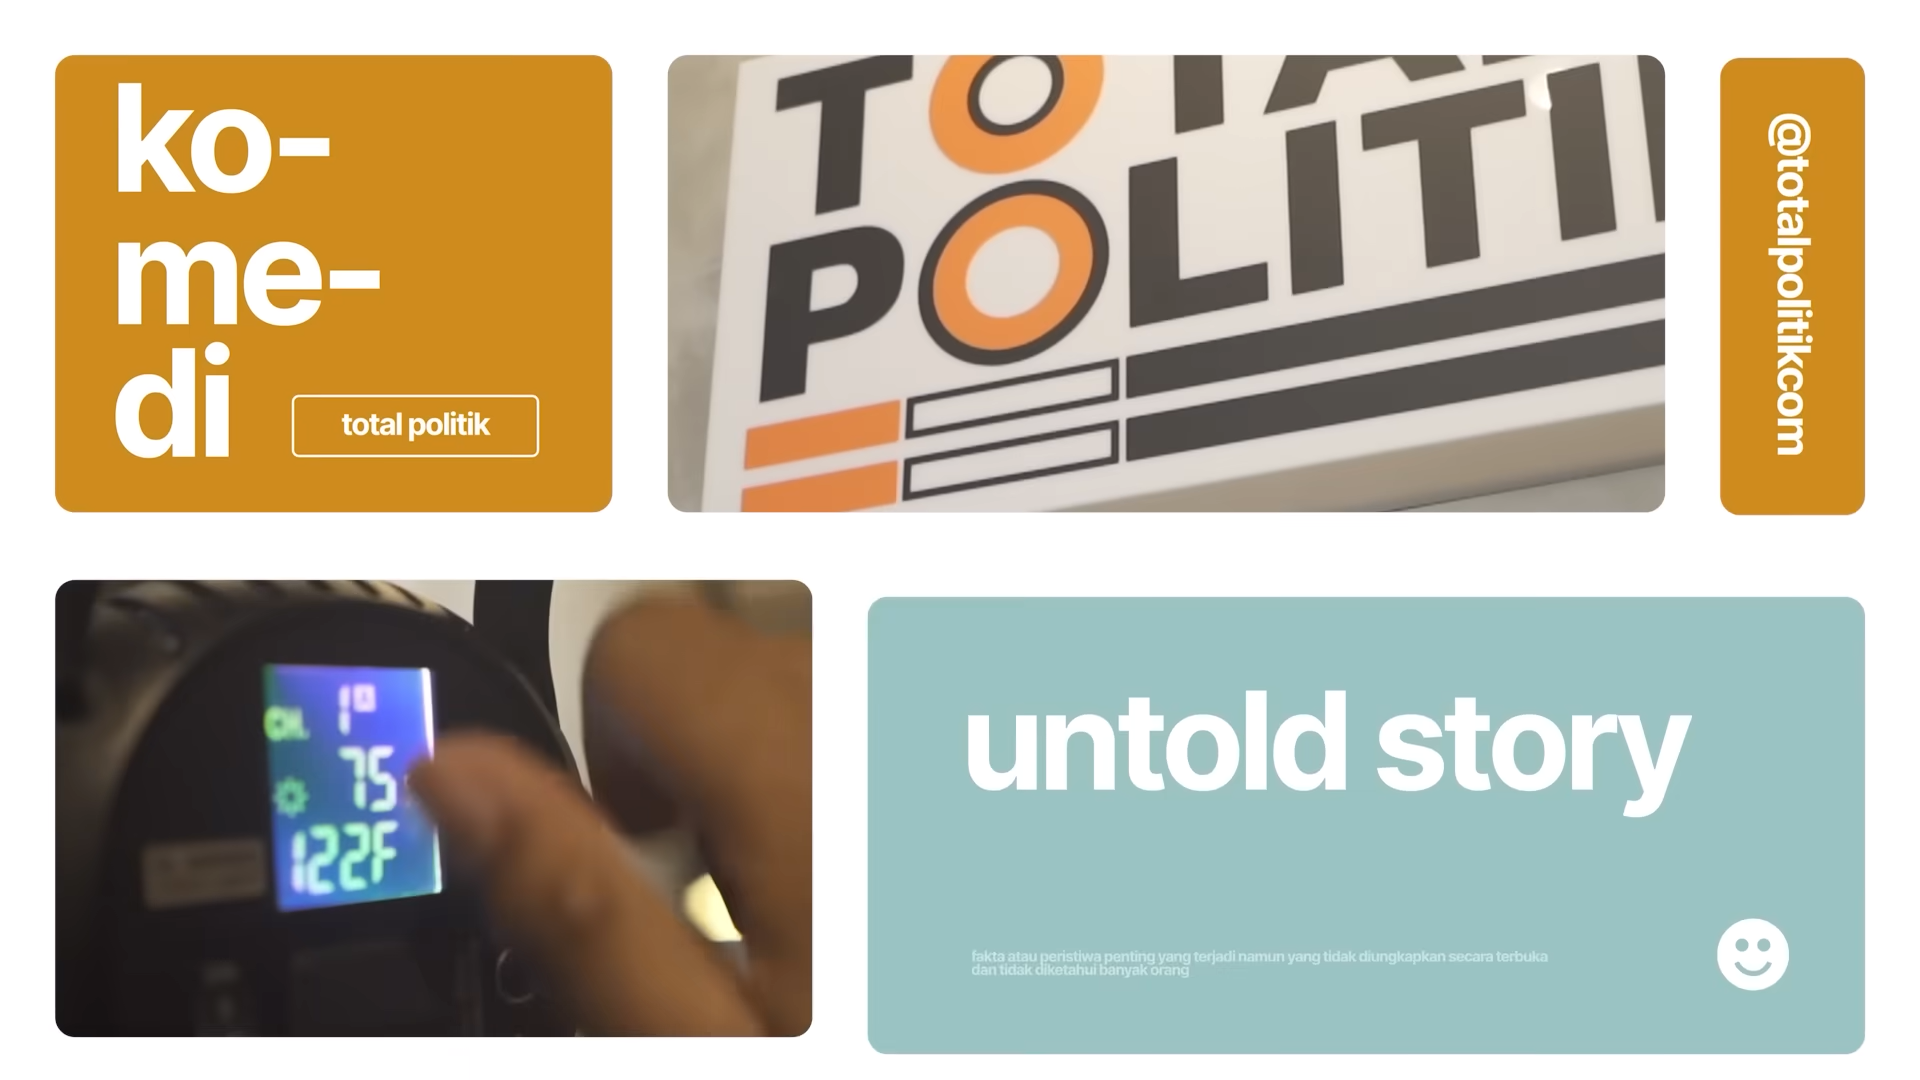 ko-
me-
di
total politik
TOTAL
POLITI
@totalpolitikcom
CH. 1
75
122F
untold story
fakta atau peristiwa penting yang terjadi namun yang tidak diungkapkan secara terbuka
dan tidak diketahui banyak orang